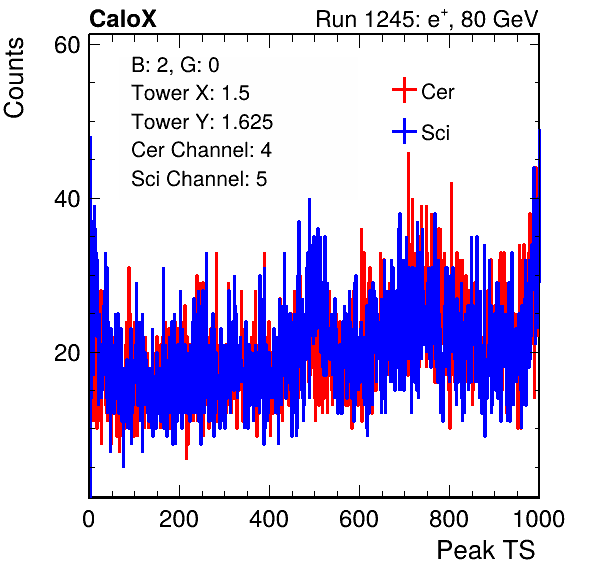 CaloX Run 1245: e⁺, 80 GeV
Counts
60
B: 2, G: 0
Tower X: 1.5
Tower Y: 1.625
Cer Channel: 4
Sci Channel: 5
Cer
Sci
40
20
0 200 400 600 800 1000
Peak TS